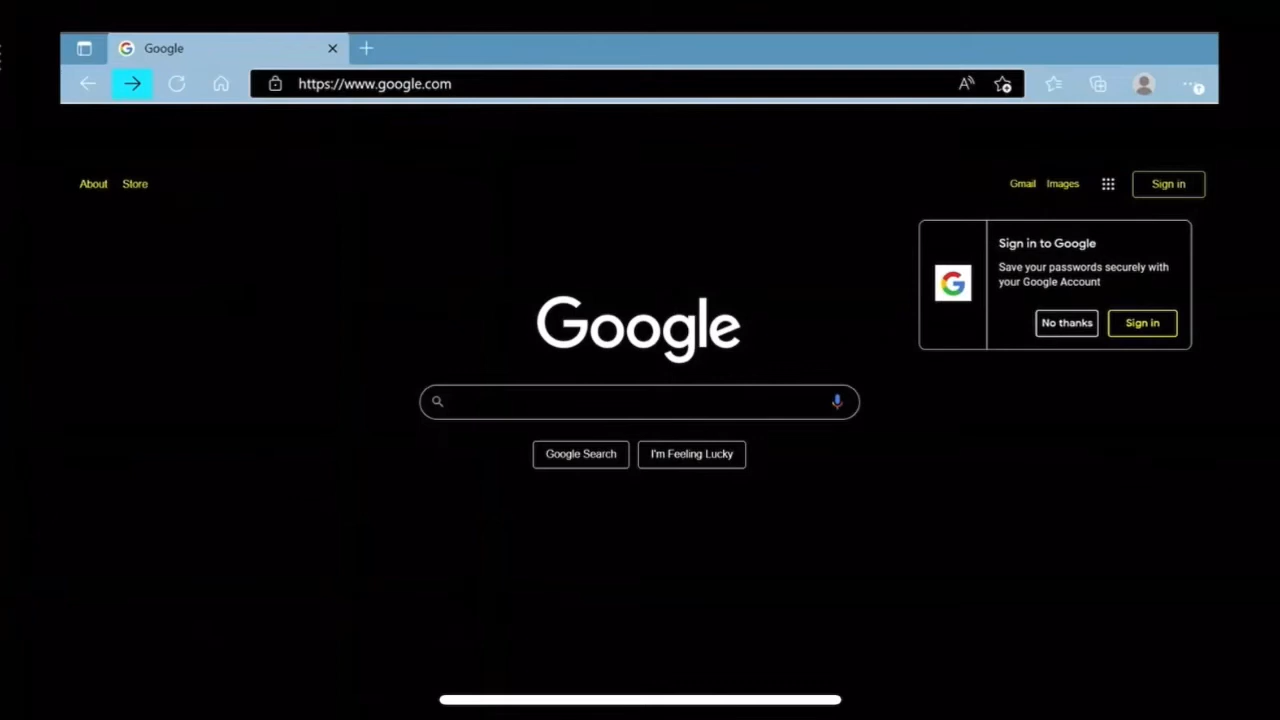 Google
https://www.google.com
About Store
Gmail Images Sign in
Sign in to Google
Save your passwords securely with
your Google Account
No thanks Sign in
Google
Google Search I'm Feeling Lucky